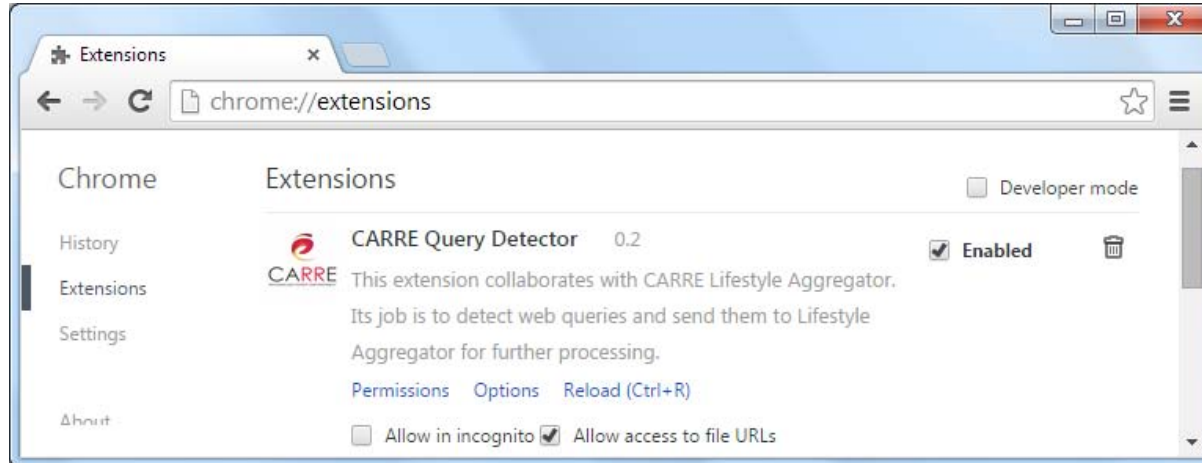 Extensions
chrome://extensions
Chrome
Extensions
Developer mode
History
Extensions
Settings
About
CARRE
CARRE Query Detector 0.2
Enabled
This extension collaborates with CARRE Lifestyle Aggregator.
Its job is to detect web queries and send them to Lifestyle
Aggregator for further processing.
Permissions Options Reload (Ctrl+R)
Allow in incognito Allow access to file URLs